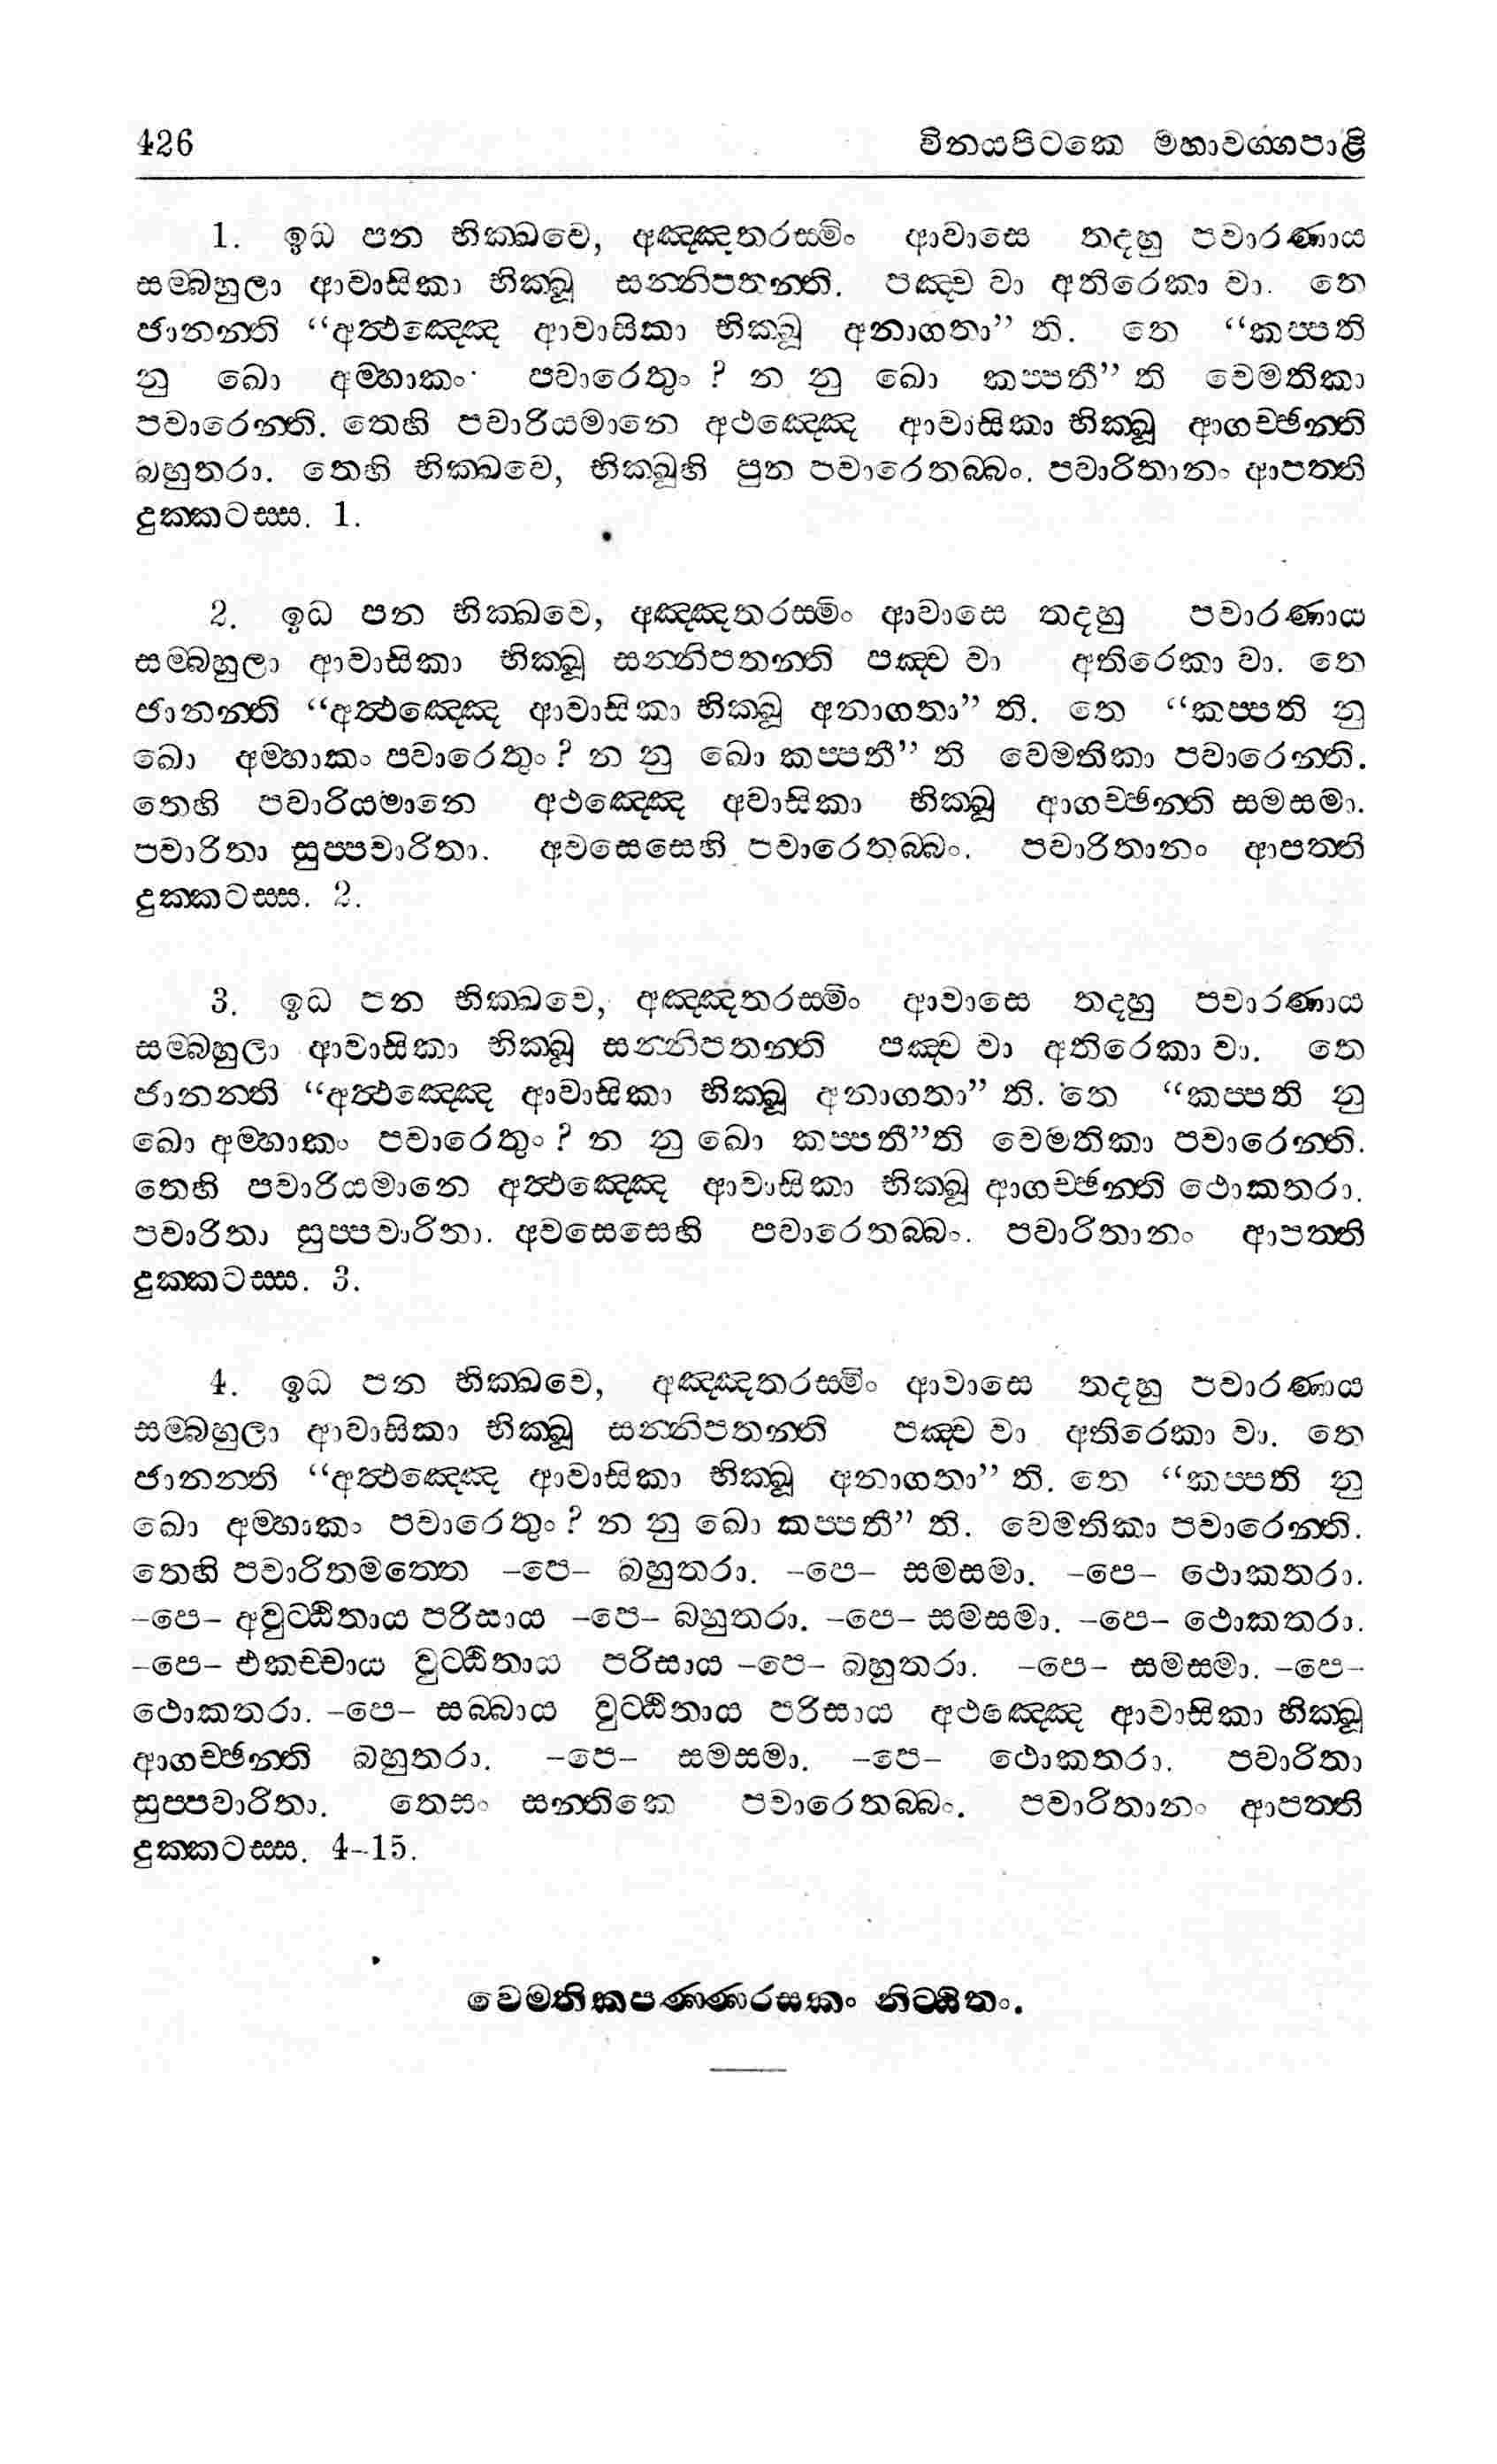 426 විනයපිටකෙ මහාවග්ගපාළි
1. ඉධ පන භික්ඛවෙ, අඤ්ඤතරස්මිං ආවාසෙ තදහු පවාරණාය
සම්බහුලා ආවාසිකා භික්ඛූ සන්නිපතන්ති. පඤ්ච වා අතිරෙකා වා. තෙ
ජානන්ති “අත්ථඤ්ඤෙ ආවාසිකා භික්ඛූ අනාගතා” ති. තෙ “කප්පති
නු ඛො අම්හාකං පවාරෙතුං ? න නු ඛො කප්පතී” ති වෙමතිකා
පවාරෙන්ති. තෙහි පවාරියමානෙ අථඤ්ඤෙ ආවාසිකා භික්ඛූ ආගච්ඡන්ති
බහුතරා. තෙහි භික්ඛවෙ, භික්ඛූහි පුන පවාරෙතබ්බං. පවාරිතානං ආපත්ති
දුක්කටස්ස. 1.
2. ඉධ පන භික්ඛවෙ, අඤ්ඤතරස්මිං ආවාසෙ තදහු පවාරණාය
සම්බහුලා ආවාසිකා භික්ඛූ සන්නිපතන්ති පඤ්ච වා අතිරෙකා වා. තෙ
ජානන්ති “අත්ථඤ්ඤෙ ආවාසිකා භික්ඛූ අනාගතා” ති. තෙ “කප්පති නු
ඛො අම්හාකං පවාරෙතුං ? න නු ඛො කප්පතී” ති වෙමතිකා පවාරෙන්ති.
තෙහි පවාරියමානෙ අථඤ්ඤෙ අවාසිකා භික්ඛූ ආගච්ඡන්ති සමසමා.
පවාරිතා සුප්පවාරිතා. අවසෙසෙහි පවාරෙතබ්බං. පවාරිතානං ආපත්ති
දුක්කටස්ස. 2.
3. ඉධ පන භික්ඛවෙ, අඤ්ඤතරස්මිං ආවාසෙ තදහු පවාරණාය
සම්බහුලා ආවාසිකා භික්ඛූ සන්නිපතන්ති පඤ්ච වා අතිරෙකා වා. තෙ
ජානන්ති “අත්ථඤ්ඤෙ ආවාසිකා භික්ඛූ අනාගතා” ති. තෙ “කප්පති නු
ඛො අම්හාකං පවාරෙතුං ? න නු ඛො කප්පතී”ති වෙමතිකා පවාරෙන්ති.
තෙහි පවාරියමානෙ අත්ථඤ්ඤෙ ආවාසිකා භික්ඛූ ආගච්ඡන්ති ථොකතරා.
පවාරිතා සුප්පවාරිතා. අවසෙසෙහි පවාරෙතබ්බං. පවාරිතානං ආපත්ති
දුක්කටස්ස. 3.
4. ඉධ පන භික්ඛවෙ, අඤ්ඤතරස්මිං ආවාසෙ තදහු පවාරණාය
සම්බහුලා ආවාසිකා භික්ඛූ සන්නිපතන්ති පඤ්ච වා අතිරෙකා වා. තෙ
ජානන්ති “අත්ථඤ්ඤෙ ආවාසිකා භික්ඛූ අනාගතා” ති. තෙ “කප්පති නු
ඛො අම්හාකං පවාරෙතුං ? න නු ඛො කප්පතී” ති. වෙමතිකා පවාරෙන්ති.
තෙහි පවාරිතමත්තෙ –පෙ– බහුතරා. –පෙ– සමසමා. –පෙ– ථොකතරා.
–පෙ– අවුට්ඨිතාය පරිසාය –පෙ– බහුතරා. –පෙ– සමසමා. –පෙ– ථොකතරා.
–පෙ– එකච්චාය වුට්ඨිතාය පරිසාය –පෙ– බහුතරා. –පෙ– සමසමා. –පෙ–
ථොකතරා. –පෙ– සබ්බාය වුට්ඨිතාය පරිසාය අථඤ්ඤෙ ආවාසිකා භික්ඛූ
ආගච්ඡන්ති බහුතරා. –පෙ– සමසමා. –පෙ– ථොකතරා. පවාරිතා
සුප්පවාරිතා. තෙසං සන්තිකෙ පවාරෙතබ්බං. පවාරිතානං ආපත්ති
දුක්කටස්ස. 4–15.
වෙමතිකපණ්ණරසකං නිට්ඨිතං.